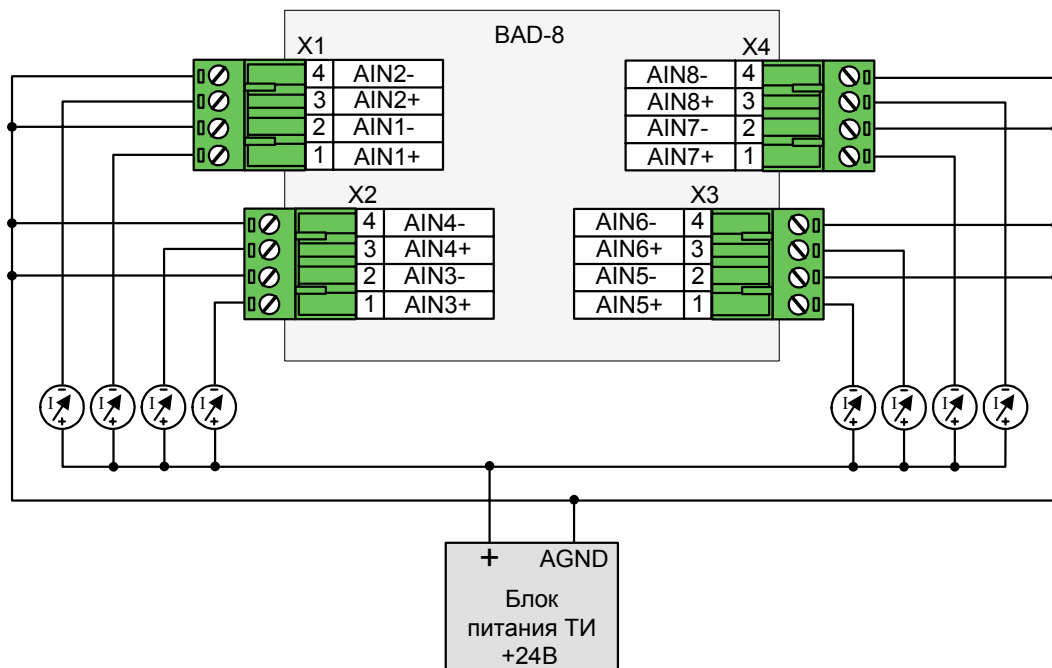 BAD-8
X1
4 AIN2-
3 AIN2+
2 AIN1-
1 AIN1+
X4
AIN8- 4
AIN8+ 3
AIN7- 2
AIN7+ 1
X2
4 AIN4-
3 AIN4+
2 AIN3-
1 AIN3+
X3
AIN6- 4
AIN6+ 3
AIN5- 2
AIN5+ 1
- - - - - - - -
I I I I I I I I
+ + + + + + + +
+ AGND
Блок
питания ТИ
+24В